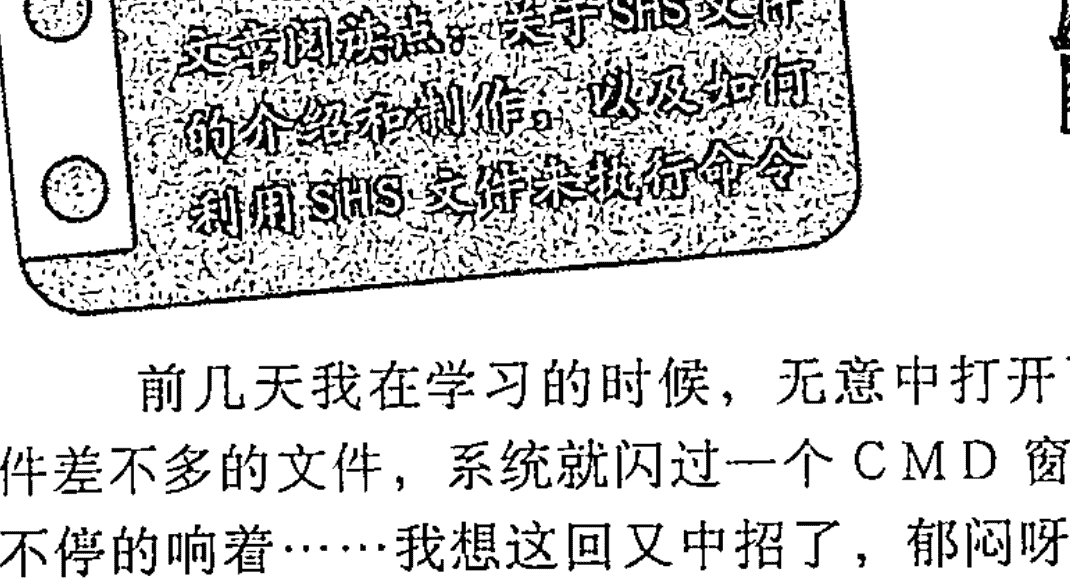 文章阅读点：关于SHS文件
的介绍和制作，以及如何
利用SHS文件来执行命令
前几天我在学习的时候，无意中打开
件差不多的文件，系统就闪过一个CMD窗
不停的响着……我想这回又中招了，郁闷呀